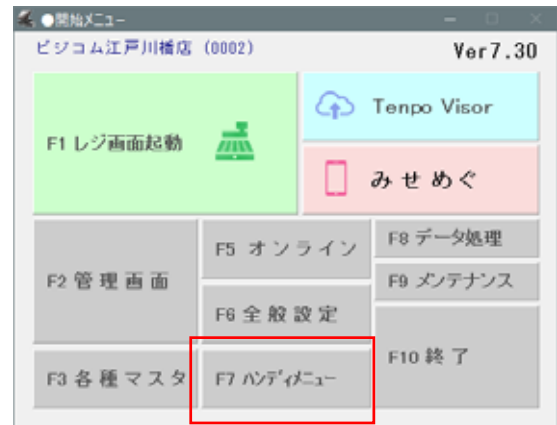 ●開始メニュー
ビジコム江戸川橋店 (0002)
Ver7.30
F1 レジ画面起動
Tenpo Visor
みせめぐ
F2 管理画面
F5 オンライン
F8 データ処理
F9 メンテナンス
F6 全般設定
F3 各種マスタ
F7 ハンディメニュー
F10 終了